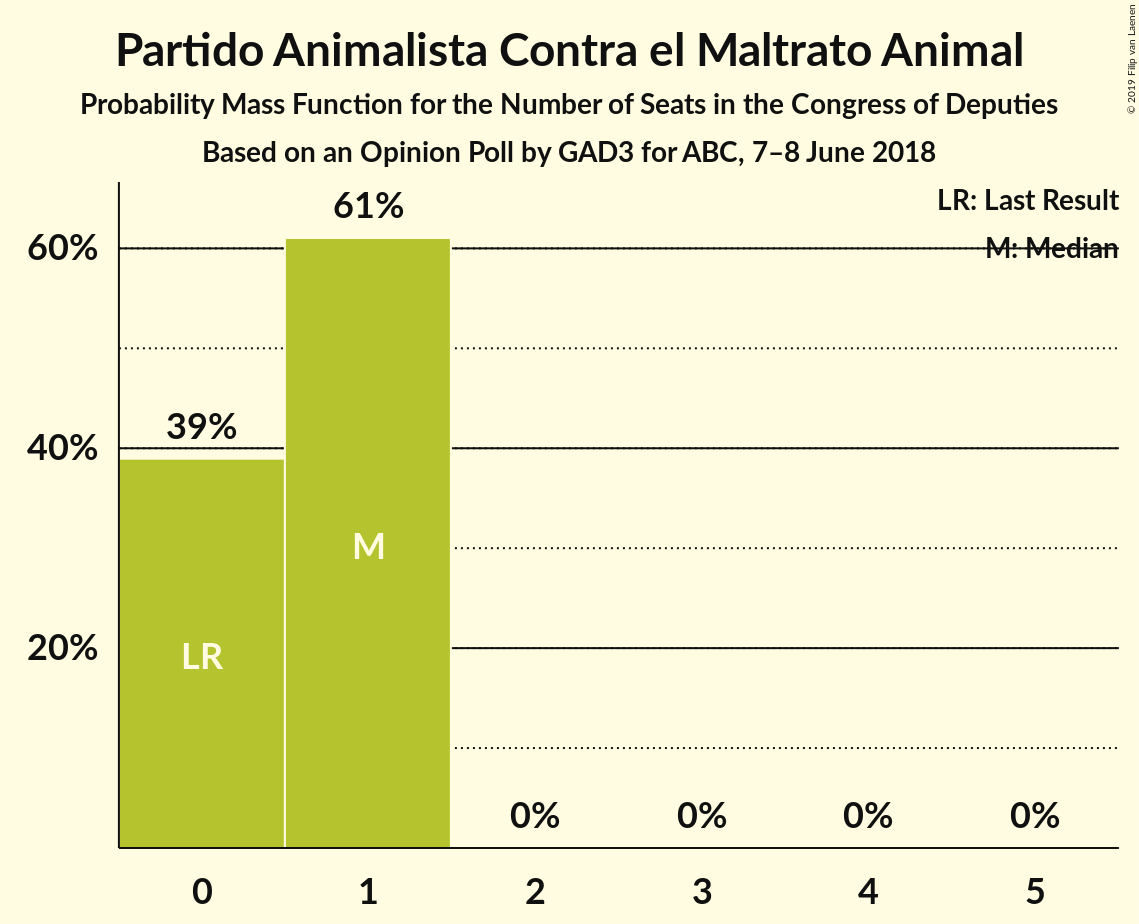 Partido Animalista Contra el Maltrato Animal
Probability Mass Function for the Number of Seats in the Congress of Deputies
Based on an Opinion Poll by GAD3 for ABC, 7–8 June 2018
© 2019 Filip van Laenen
LR: Last Result
M: Median
61%
60%
39%
40%
M
LR
20%
0% 0% 0% 0%
0 1 2 3 4 5